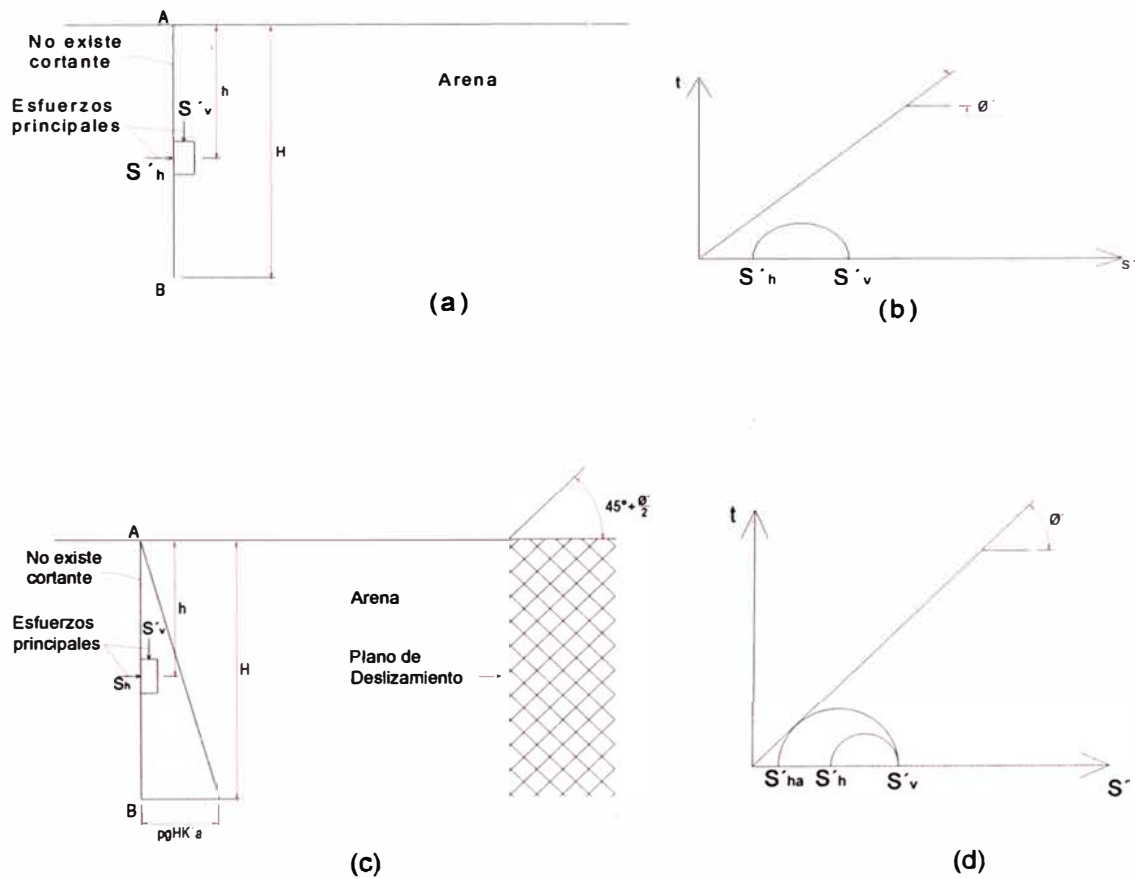 A
No existe
cortante
h
Arena
Esfuerzos
principales
S´v
S´h
H
B
(a)
t
Ø´
S´h
S´v
s´
(b)
A
45°+Ø´/2
No existe
cortante
h
Arena
Esfuerzos
principales
S´v
H
Sh
Plano de
Deslizamiento
B
pgHK´a
(c)
t
Ø´
S´ha
S´h
S´v
S´
(d)